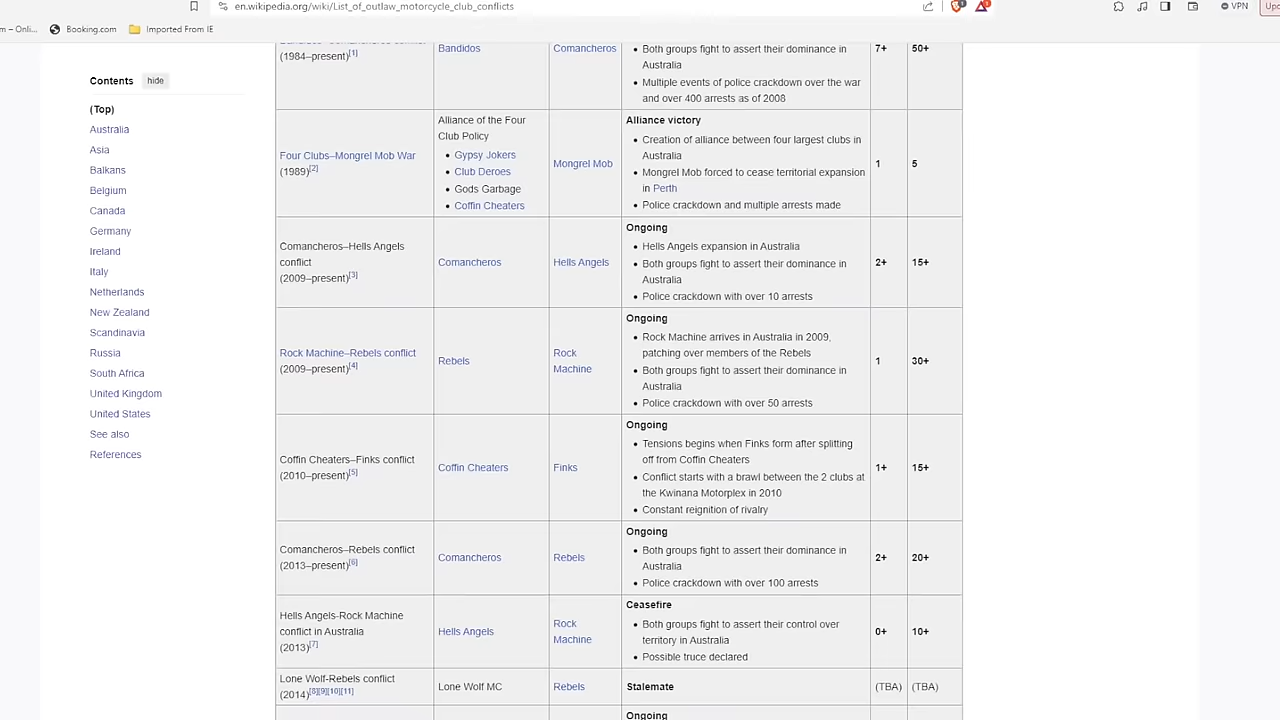 en.wikipedia.org/wiki/List_of_outlaw_motorcycle_club_conflicts
VPN
Onli...
Booking.com
Imported From IE
Contents
hide
(Top)
Australia
Asia
Balkans
Belgium
Canada
Germany
Ireland
Italy
Netherlands
New Zealand
Scandinavia
Russia
South Africa
United Kingdom
United States
See also
References
(1984–present)[1]
Bandidos
Comancheros
Both groups fight to assert their dominance in
Australia
Multiple events of police crackdown over the war
and over 400 arrests as of 2008
7+
50+
Four Clubs–Mongrel Mob War
(1989)[2]
Alliance of the Four
Club Policy
Gypsy Jokers
Club Deroes
Gods Garbage
Coffin Cheaters
Mongrel Mob
Alliance victory
Creation of alliance between four largest clubs in
Australia
Mongrel Mob forced to cease territorial expansion
in Perth
Police crackdown and multiple arrests made
1
5
Comancheros–Hells Angels
conflict
(2009–present)[3]
Comancheros
Hells Angels
Ongoing
Hells Angels expansion in Australia
Both groups fight to assert their dominance in
Australia
Police crackdown with over 10 arrests
2+
15+
Rock Machine–Rebels conflict
(2009–present)[4]
Rebels
Rock
Machine
Ongoing
Rock Machine arrives in Australia in 2009,
patching over members of the Rebels
Both groups fight to assert their dominance in
Australia
Police crackdown with over 50 arrests
1
30+
Coffin Cheaters–Finks conflict
(2010–present)[5]
Coffin Cheaters
Finks
Ongoing
Tensions begins when Finks form after splitting
off from Coffin Cheaters
Conflict starts with a brawl between the 2 clubs at
the Kwinana Motorplex in 2010
Constant reignition of rivalry
1+
15+
Comancheros–Rebels conflict
(2013–present)[6]
Comancheros
Rebels
Ongoing
Both groups fight to assert their dominance in
Australia
Police crackdown with over 100 arrests
2+
20+
Hells Angels-Rock Machine
conflict in Australia
(2013)[7]
Hells Angels
Rock
Machine
Ceasefire
Both groups fight to assert their control over
territory in Australia
Possible truce declared
0+
10+
Lone Wolf-Rebels conflict
(2014)[8][9][10][11]
Lone Wolf MC
Rebels
Stalemate
(TBA)
(TBA)
Ongoing